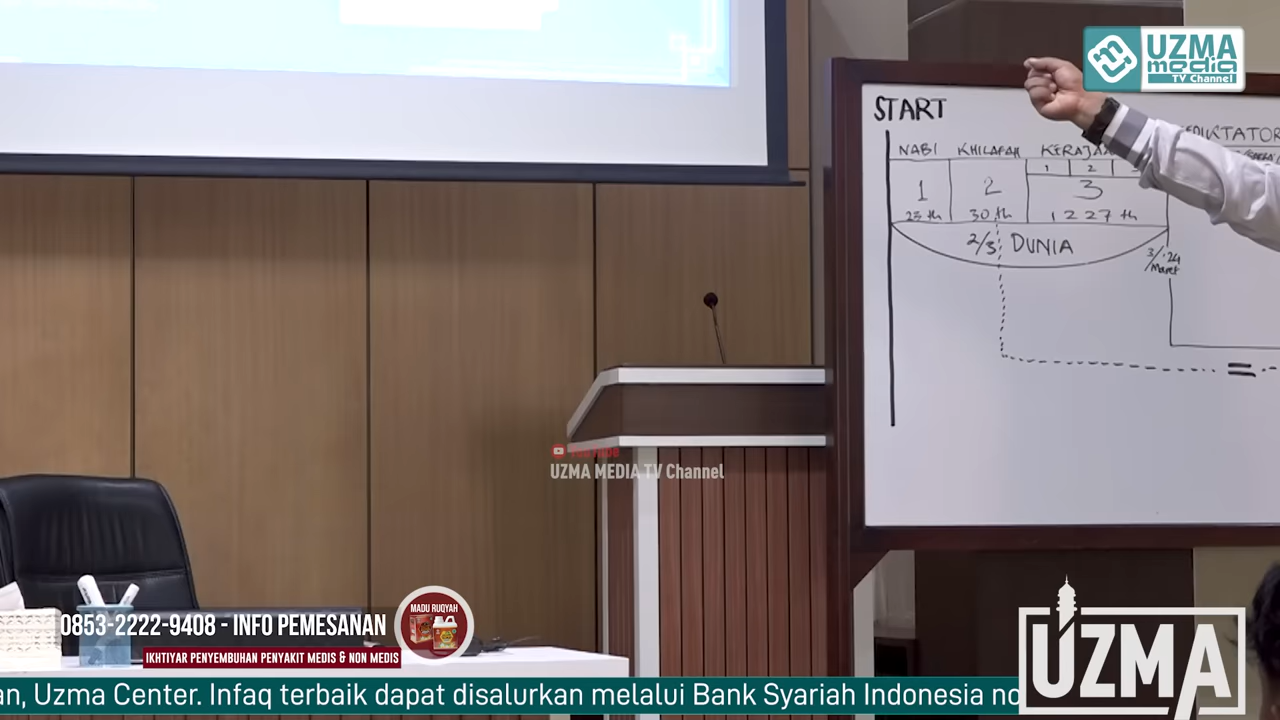 UZMA
media
TV Channel
START
NABI KHILAFAH
1 2
1 2 3
23 th 30 th 1227 th
2/3 DUNIA
3/'24
Maret
=
UZMA MEDIA TV Channel
MADU RUQYAH
0853-2222-9408 - INFO PEMESANAN
IKHTIYAR PENYEMBUHAN PENYAKIT MEDIS & NON MEDIS
UZMA
an, Uzma Center. Infaq terbaik dapat disalurkan melalui Bank Syariah Indonesia no